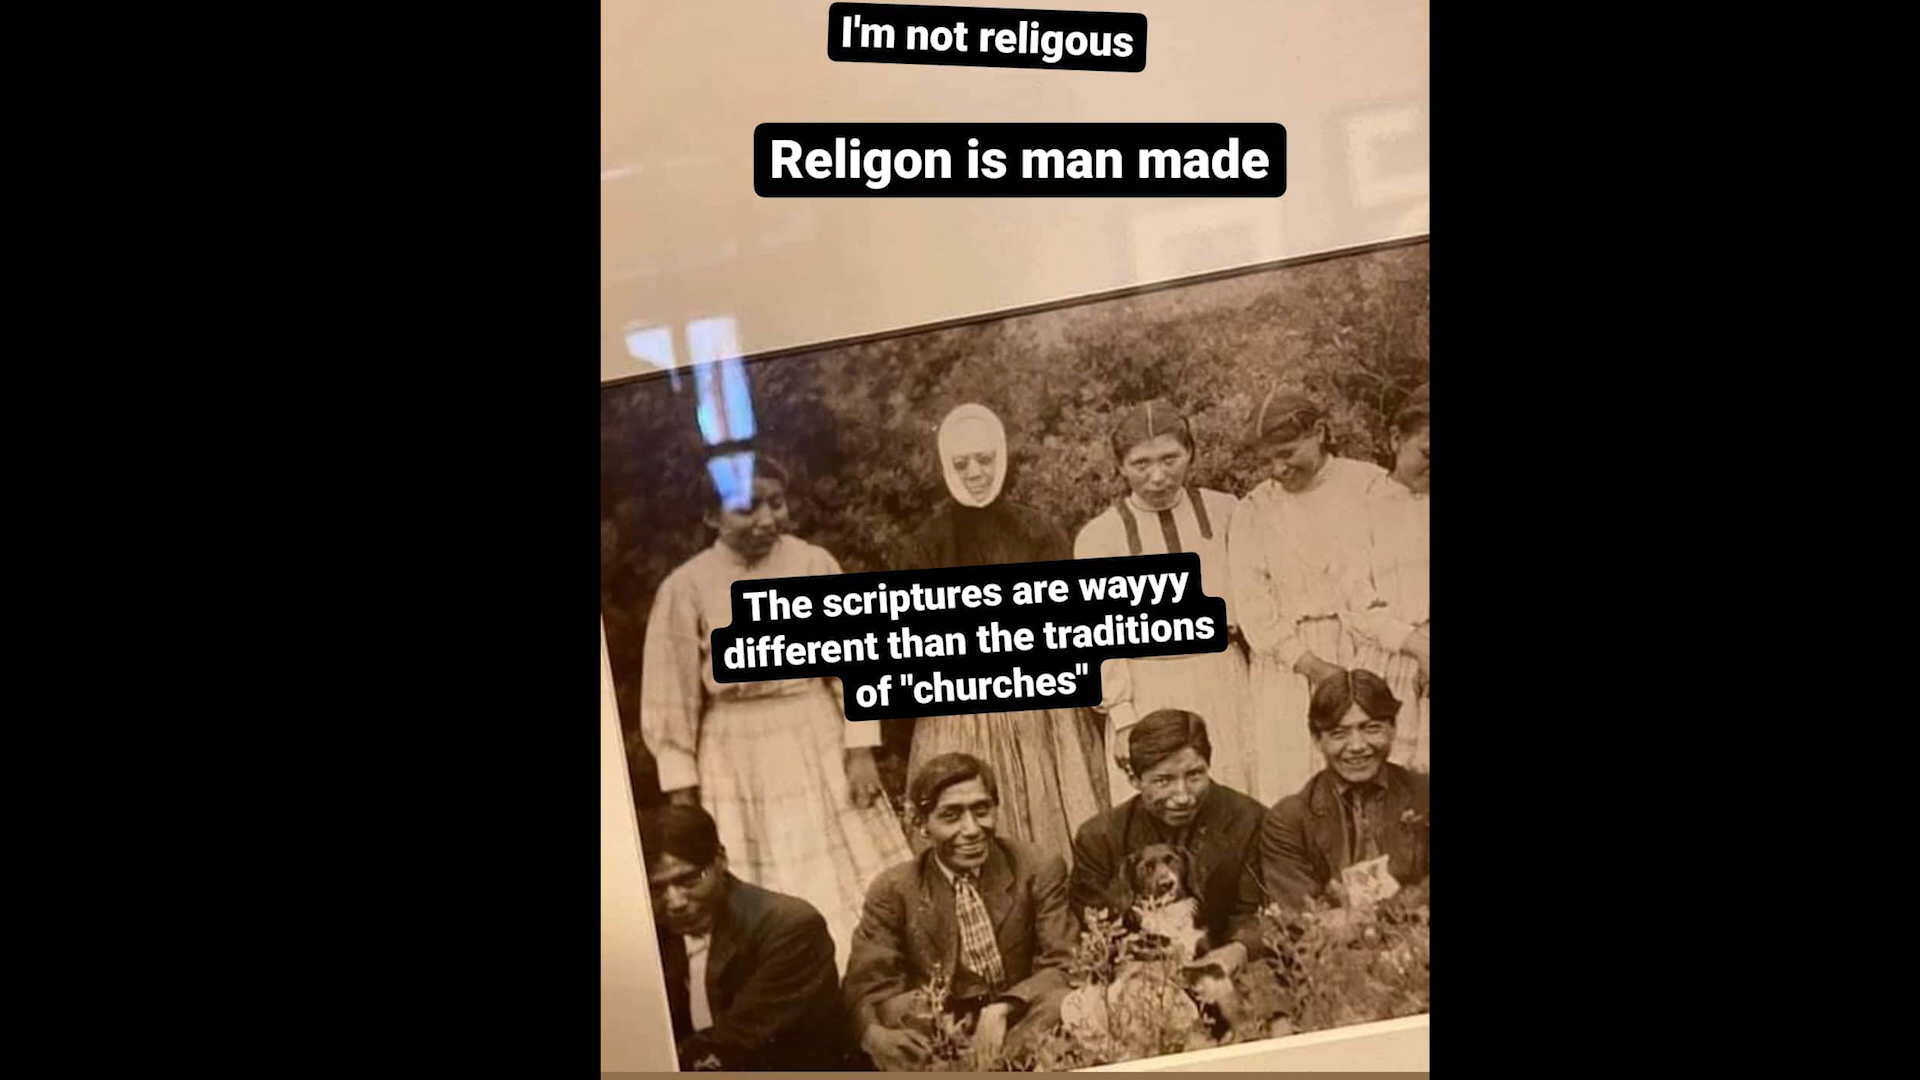 I'm not religous
Religon is man made
The scriptures are wayyy
different than the traditions
of "churches"